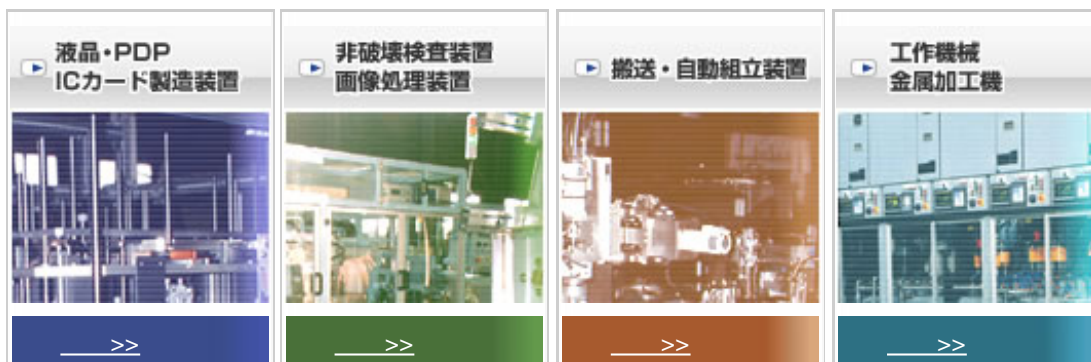 液晶・PDP
ICカード製造装置
非破壊検査装置
画像処理装置
搬送・自動組立装置
工作機械
金属加工機
>>
>>
>>
>>